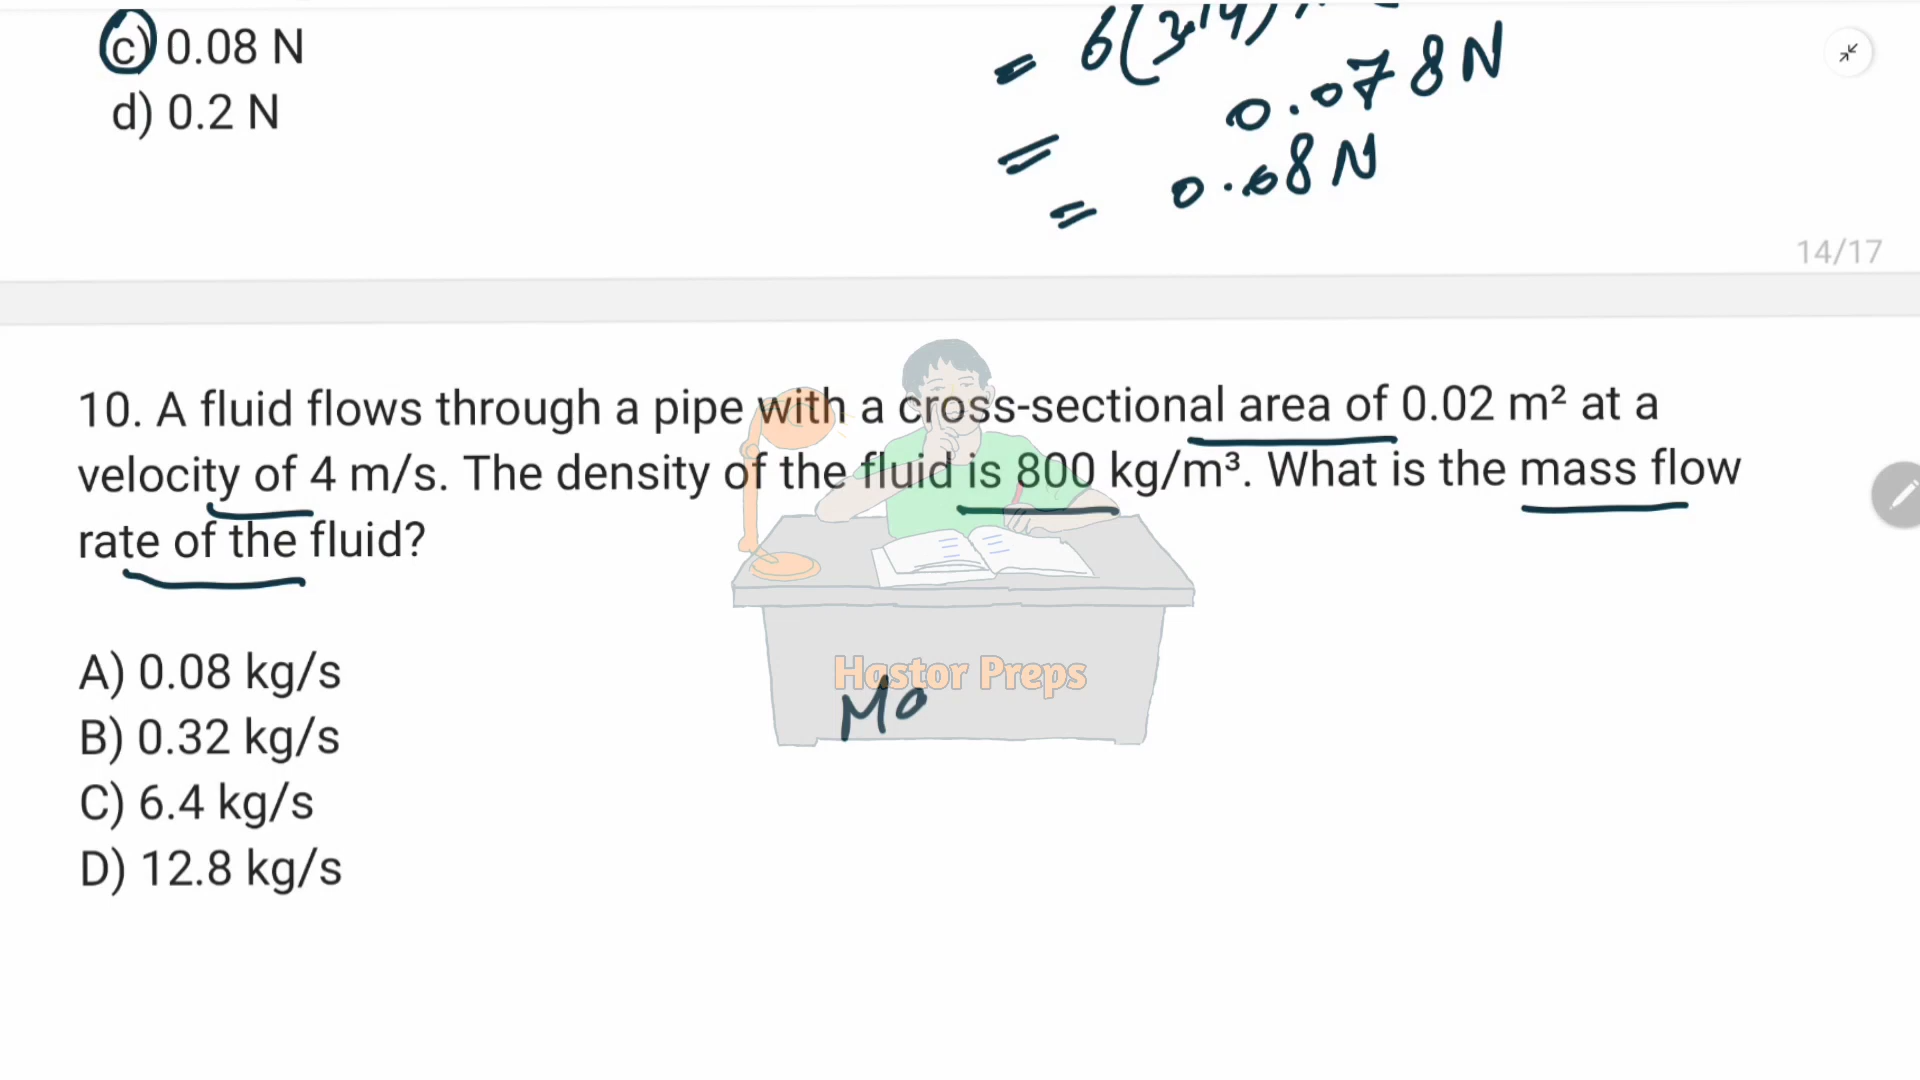 c) 0.08 N
d) 0.2 N
= 6(3.14)
= 0.078N
= 0.08N
14/17
10. A fluid flows through a pipe with a cross-sectional area of 0.02 m² at a
velocity of 4 m/s. The density of the fluid is 800 kg/m³. What is the mass flow
rate of the fluid?
Hastor Preps
Ma
A) 0.08 kg/s
B) 0.32 kg/s
C) 6.4 kg/s
D) 12.8 kg/s